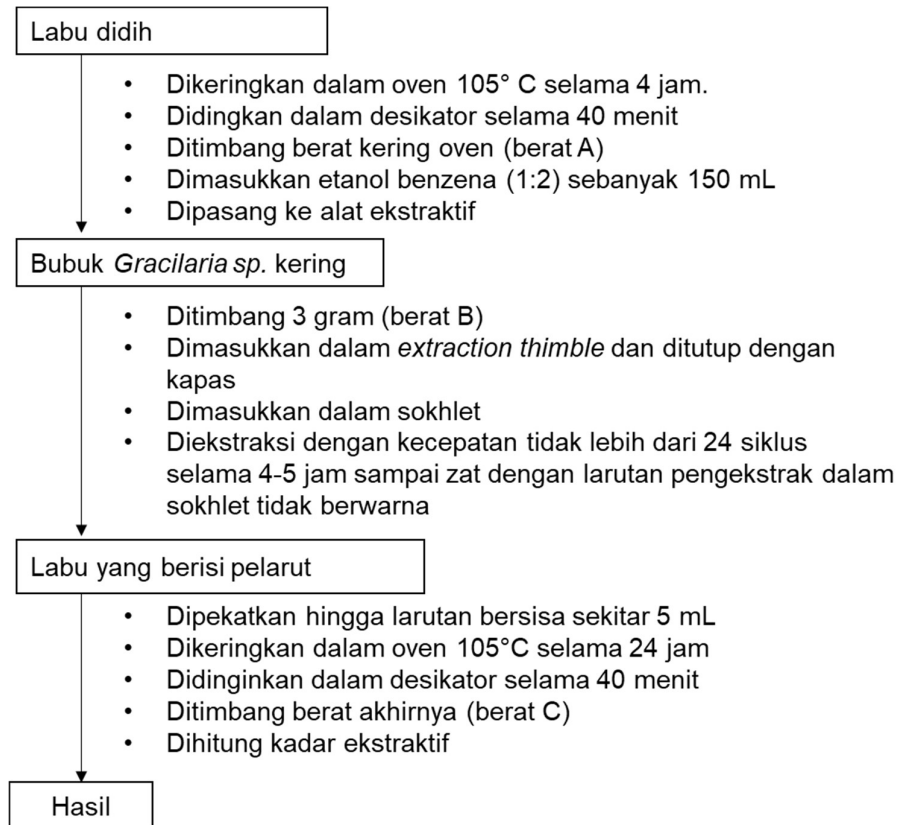 Labu didih
• Dikeringkan dalam oven 105° C selama 4 jam.
• Didingkan dalam desikator selama 40 menit
• Ditimbang berat kering oven (berat A)
• Dimasukkan etanol benzena (1:2) sebanyak 150 mL
• Dipasang ke alat ekstraktif
Bubuk Gracilaria sp. kering
• Ditimbang 3 gram (berat B)
• Dimasukkan dalam extraction thimble dan ditutup dengan
kapas
• Dimasukkan dalam sokhlet
• Diekstraksi dengan kecepatan tidak lebih dari 24 siklus
selama 4-5 jam sampai zat dengan larutan pengekstrak dalam
sokhlet tidak berwarna
Labu yang berisi pelarut
• Dipekatkan hingga larutan bersisa sekitar 5 mL
• Dikeringkan dalam oven 105°C selama 24 jam
• Didinginkan dalam desikator selama 40 menit
• Ditimbang berat akhirnya (berat C)
• Dihitung kadar ekstraktif
Hasil